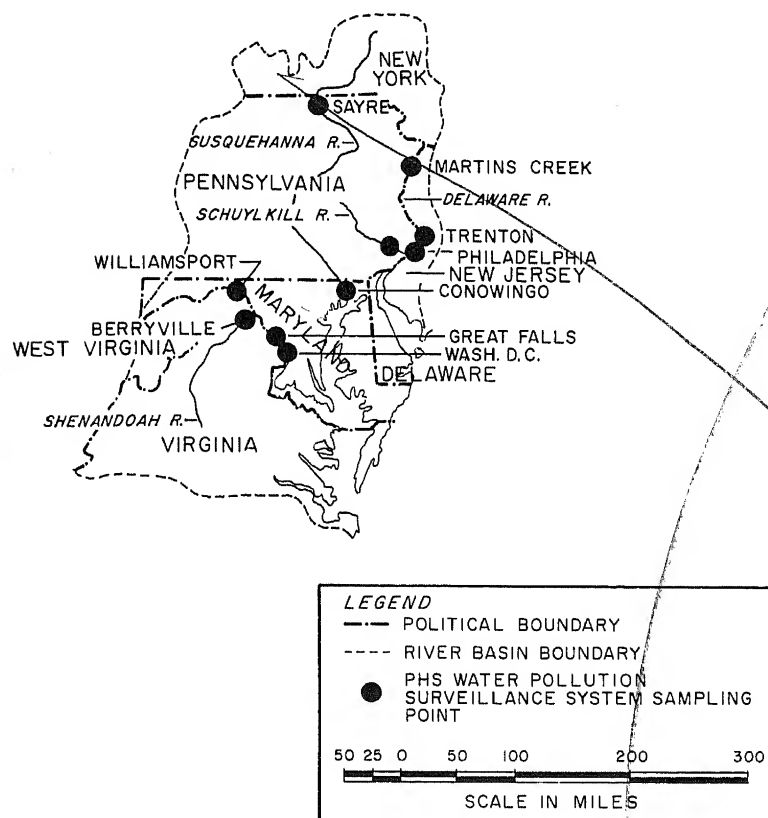 NEW
YORK
SAYRE
SUSQUEHANNA R.
MARTINS CREEK
PENNSYLVANIA
DELAWARE R.
SCHUYLKILL R.
TRENTON
PHILADELPHIA
WILLIAMSPORT
NEW JERSEY
CONOWINGO
MARYLAND
BERRYVILLE
GREAT FALLS
WEST VIRGINIA
WASH. D.C.
DELAWARE
SHENANDOAH R.
VIRGINIA
LEGEND
POLITICAL BOUNDARY
RIVER BASIN BOUNDARY
PHS WATER POLLUTION
SURVEILLANCE SYSTEM SAMPLING
POINT
50 25 0 50 100 200 300
SCALE IN MILES